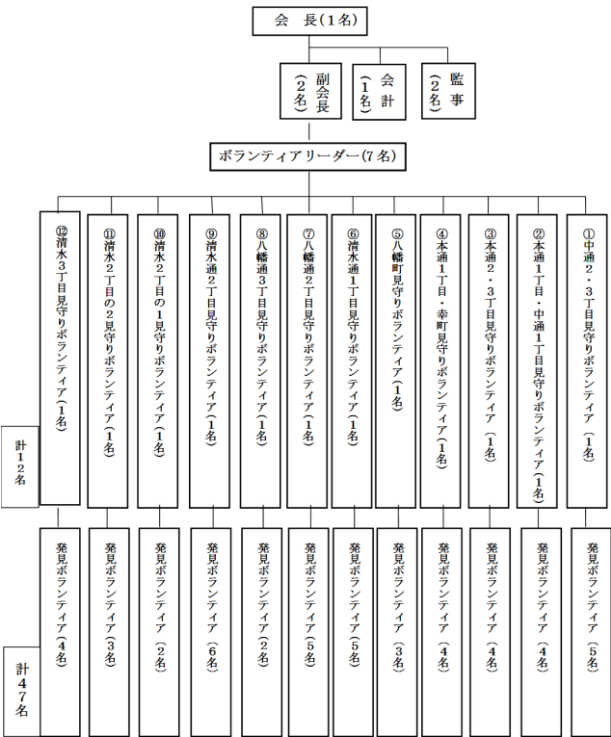 会　長(1名)
監事(2名)
会計(1名)
副会長(2名)
ボランティアリーダー(7名)
①中通2・3丁目見守りボランティア(1名)
②本通1丁目・中通1丁目見守りボランティア(1名)
③本通2・3丁目見守りボランティア(1名)
④本通1丁目・幸町見守りボランティア(1名)
⑤八幡町見守りボランティア(1名)
⑥清水通1丁目見守りボランティア(1名)
⑦八幡通2丁目見守りボランティア(1名)
⑧八幡通3丁目見守りボランティア(1名)
⑨清水通2丁目見守りボランティア(1名)
⑩清水2丁目の1見守りボランティア(1名)
⑪清水2丁目の2見守りボランティア(1名)
⑫清水3丁目見守りボランティア(1名)
計12名
発見ボランティア(5名)
発見ボランティア(4名)
発見ボランティア(4名)
発見ボランティア(4名)
発見ボランティア(3名)
発見ボランティア(5名)
発見ボランティア(5名)
発見ボランティア(2名)
発見ボランティア(6名)
発見ボランティア(2名)
発見ボランティア(3名)
発見ボランティア(4名)
計47名